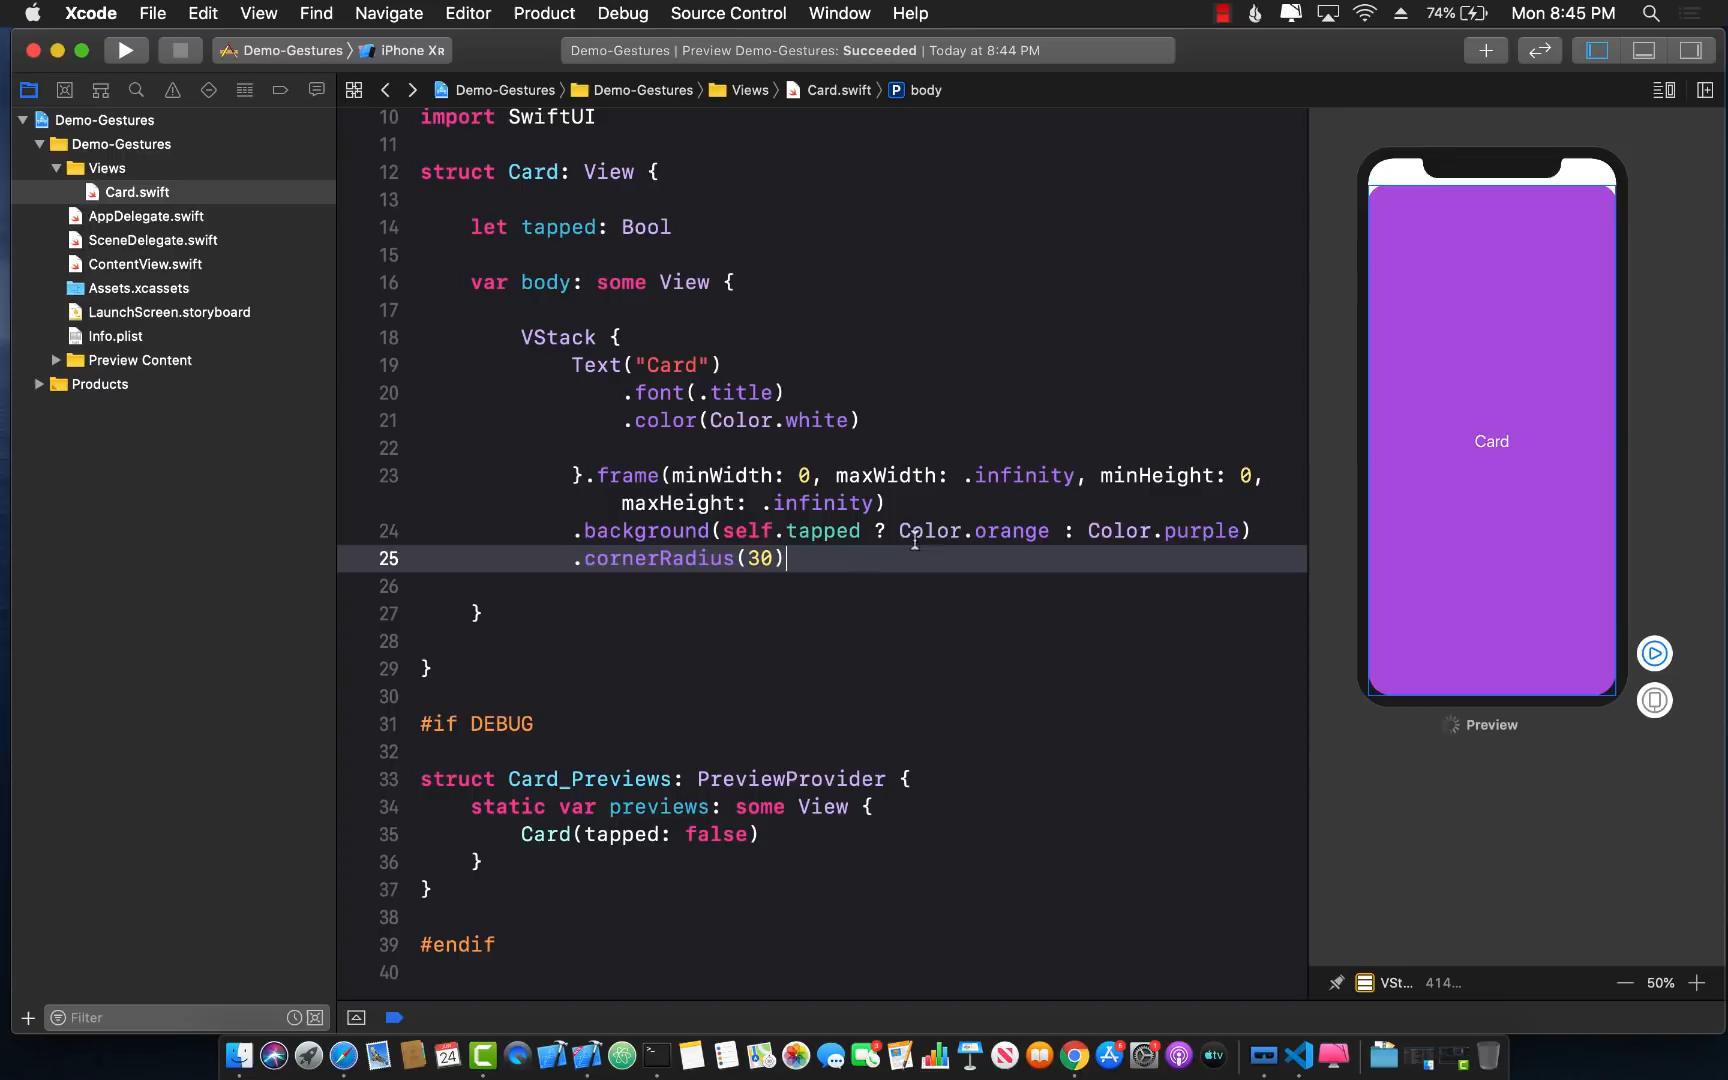 Xcode File Edit View Find Navigate Editor Product Debug Source Control Window Help 74% Mon 8:45 PM
Demo-Gestures iPhone XR Demo-Gestures | Preview Demo-Gestures: Succeeded | Today at 8:44 PM
Demo-Gestures Demo-Gestures Views Card.swift P body
Demo-Gestures
Demo-Gestures
Views
Card.swift
AppDelegate.swift
SceneDelegate.swift
ContentView.swift
Assets.xcassets
LaunchScreen.storyboard
Info.plist
Preview Content
Products
10 import SwiftUI
11
12 struct Card: View {
13
14 let tapped: Bool
15
16 var body: some View {
17
18 VStack {
19 Text("Card")
20 .font(.title)
21 .color(Color.white)
22
23 }.frame(minWidth: 0, maxWidth: .infinity, minHeight: 0,
maxHeight: .infinity)
24 .background(self.tapped ? Color.orange : Color.purple)
25 .cornerRadius(30)
26
27 }
28
29 }
30
31 #if DEBUG
32
33 struct Card_Previews: PreviewProvider {
34 static var previews: some View {
35 Card(tapped: false)
36 }
37 }
38
39 #endif
40
Card
Preview
VSt... 414... 50%
Filter
24